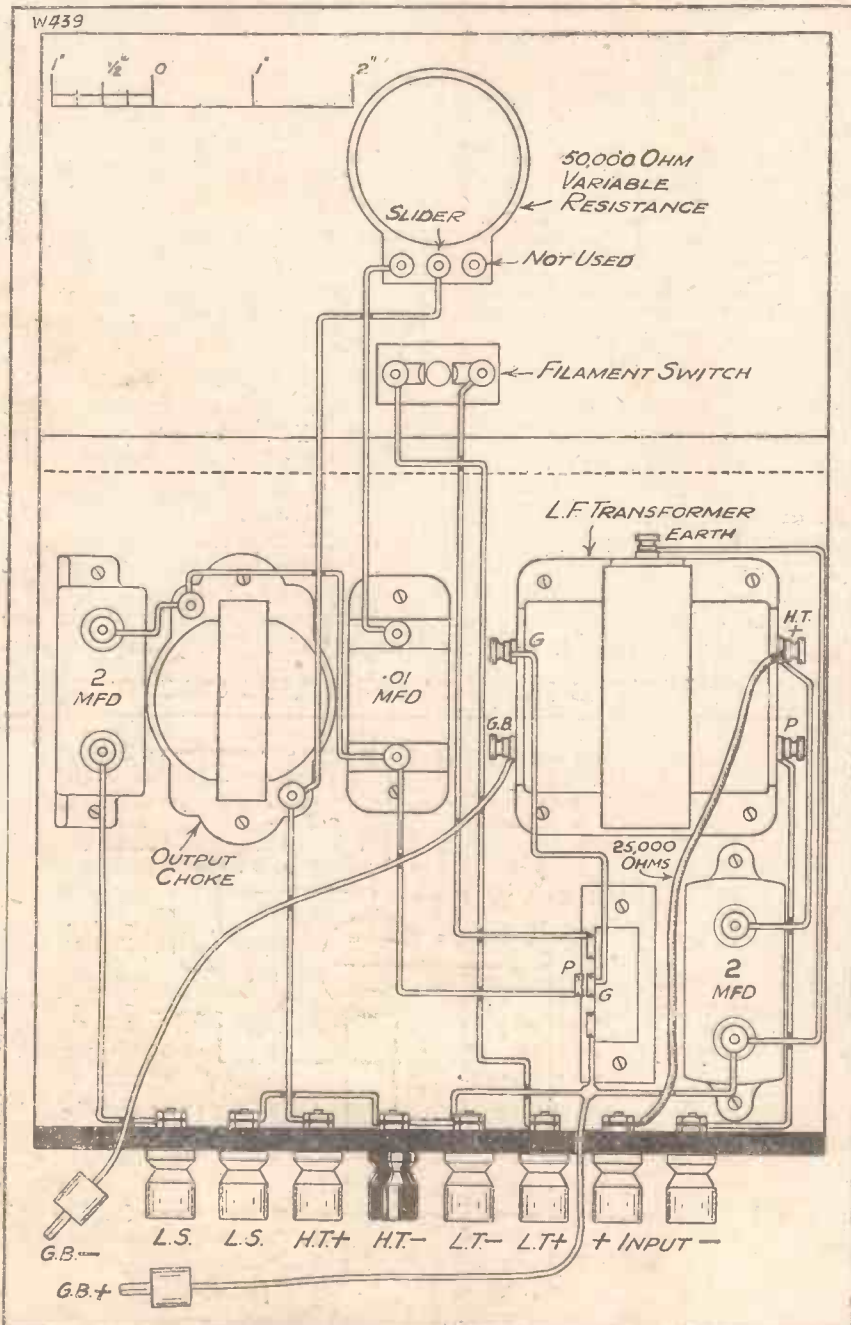 W439
1" ½" 0 1" 2"
50,000 OHM
VARIABLE
RESISTANCE
SLIDER
NOT USED
FILAMENT SWITCH
L.F. TRANSFORMER
EARTH
H.T.
+
G
2
MFD
.01
MFD
G.B.
P
OUTPUT
CHOKE
25,000
OHMS
P
G
2
MFD
L.S. L.S. H.T.+ H.T.- L.T.- L.T+ + INPUT -
G.B.-
G.B.+